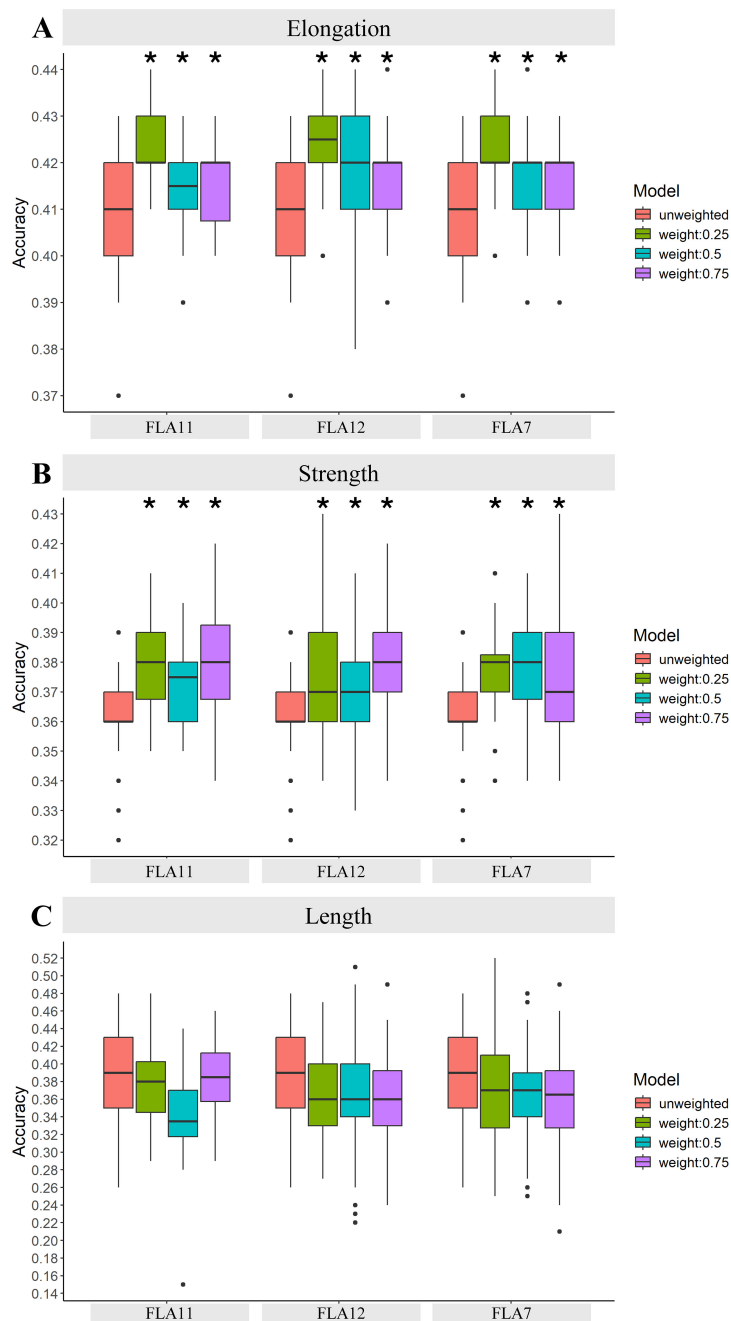 A
Elongation
* * * * * * * * *
0.44
0.43
0.42
0.41
0.40
0.39
0.38
0.37
Accuracy
FLA11 FLA12 FLA7
Model
unweighted
weight:0.25
weight:0.5
weight:0.75
B
Strength
* * * * * * * * *
0.43
0.42
0.41
0.40
0.39
0.38
0.37
0.36
0.35
0.34
0.33
0.32
Accuracy
FLA11 FLA12 FLA7
Model
unweighted
weight:0.25
weight:0.5
weight:0.75
C
Length
0.52
0.50
0.48
0.46
0.44
0.42
0.40
0.38
0.36
0.34
0.32
0.30
0.28
0.26
0.24
0.22
0.20
0.18
0.16
0.14
Accuracy
FLA11 FLA12 FLA7
Model
unweighted
weight:0.25
weight:0.5
weight:0.75